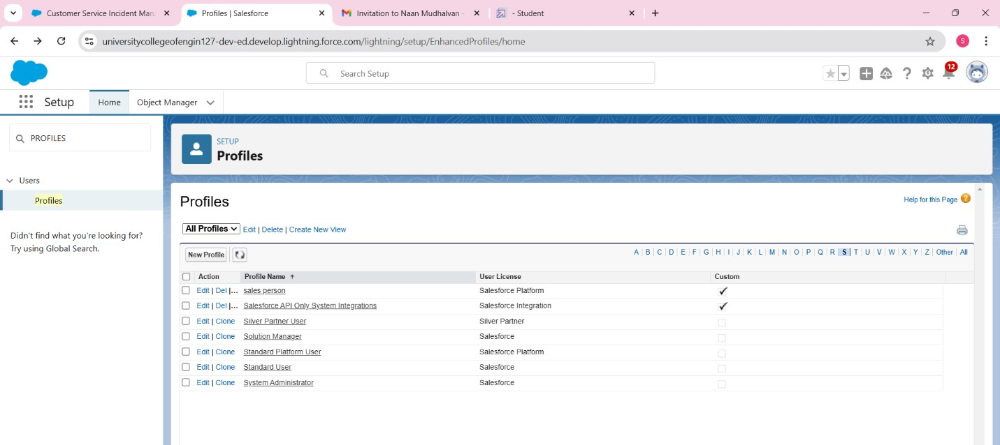 Customer Service Incident Man
Profiles | Salesforce
Invitation to Naan Mudhalvan -
- Student
universitycollegeofengin127-dev-ed.develop.lightning.force.com/lightning/setup/EnhancedProfiles/home
S
Search Setup
12
Setup
Home
Object Manager
PROFILES
Users
Profiles
Didn't find what you're looking for?
Try using Global Search.
SETUP
Profiles
Profiles
Help for this Page ?
All Profiles Edit | Delete | Create New View
New Profile
A | B | C | D | E | F | G | H | I | J | K | L | M | N | O | P | Q | R | S | T | U | V | W | X | Y | Z | Other | All
Action Profile Name User License Custom
Edit | Del |... sales person Salesforce Platform
Edit | Del |... Salesforce API Only System Integrations Salesforce Integration
Edit | Clone Silver Partner User Silver Partner
Edit | Clone Solution Manager Salesforce
Edit | Clone Standard Platform User Salesforce Platform
Edit | Clone Standard User Salesforce
Edit | Clone System Administrator Salesforce